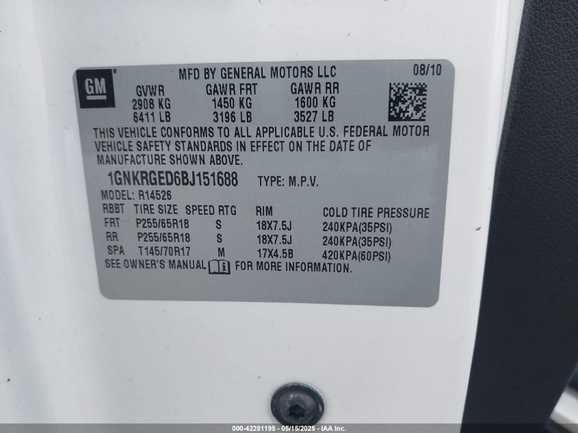 GM
MFD BY GENERAL MOTORS LLC 08/10
GVWR GAWR FRT GAWR RR
2908 KG 1450 KG 1600 KG
6411 LB 3196 LB 3527 LB
THIS VEHICLE CONFORMS TO ALL APPLICABLE U.S. FEDERAL MOTOR
VEHICLE SAFETY STANDARDS IN EFFECT ON THE DATE OF
MANUFACTURE SHOWN ABOVE.
1GNKRGED6BJ151688 TYPE: M.P.V.
MODEL: R14526
RBBT TIRE SIZE SPEED RTG RIM COLD TIRE PRESSURE
FRT P255/65R18 S 18X7.5J 240KPA(35PSI)
RR P255/65R18 S 18X7.5J 240KPA(35PSI)
SPA T145/70R17 M 17X4.5B 420KPA(60PSI)
SEE OWNER'S MANUAL FOR MORE INFORMATION.
000-42281195 - 05/15/2025 - IAA Inc.